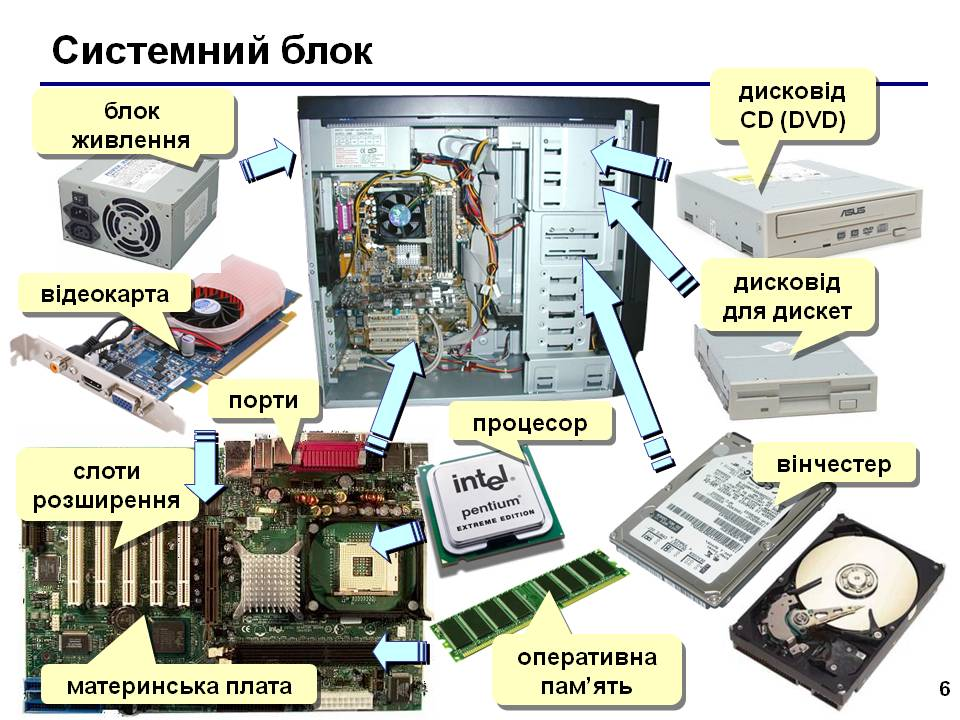 Системний блок
блок
живлення
дисковід
CD (DVD)
ASUS
відеокарта
дисковід
для дискет
порти
процесор
intel
pentium
EXTREME EDITION
слоти
розширення
вінчестер
оперативна
пам’ять
материнська плата
6